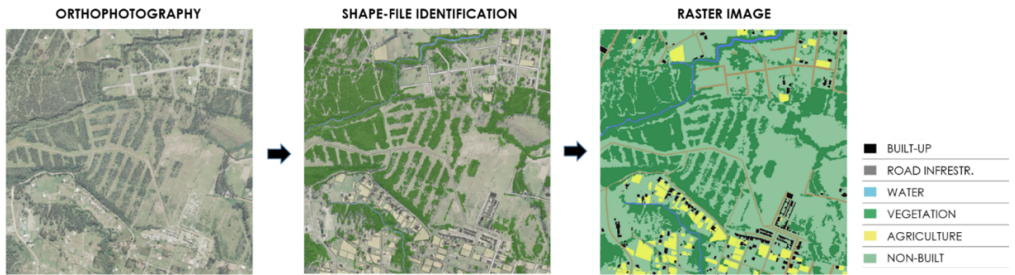 ORTHOPHOTOGRAPHY
SHAPE-FILE IDENTIFICATION
RASTER IMAGE
BUILT-UP
ROAD INFRESTR.
WATER
VEGETATION
AGRICULTURE
NON-BUILT